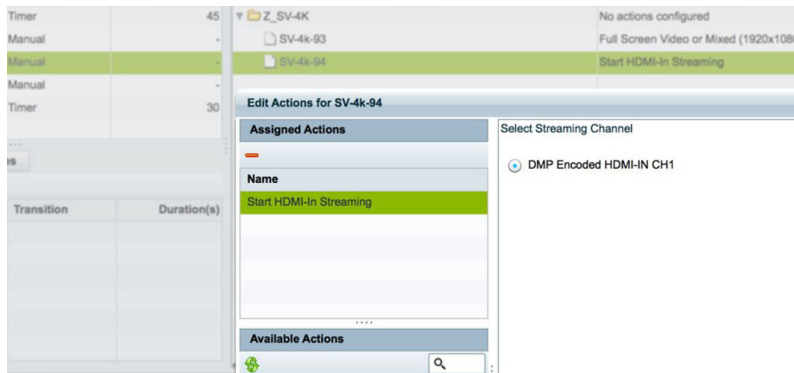 Timer 45 Z_SV-4K No actions configured
Manual - SV-4k-93 Full Screen Video or Mixed (1920x108
Manual - SV-4k-94 Start HDMI-In Streaming
Manual -
Timer 30
Edit Actions for SV-4k-94
Assigned Actions
Select Streaming Channel
DMP Encoded HDMI-IN CH1
es
Name
Start HDMI-In Streaming
Transition Duration(s)
Available Actions